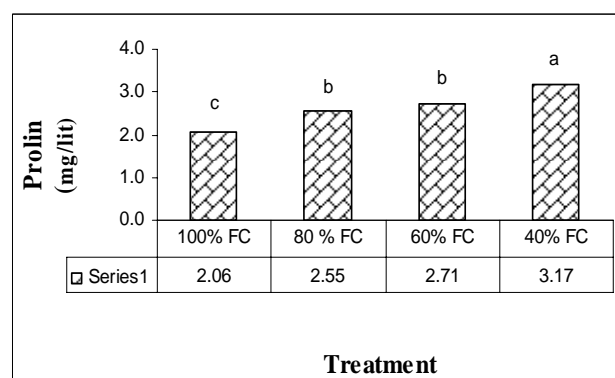 Prolin
(mg/lit)
4.0
3.0
2.0
1.0
0.0
c
b
b
a
100% FC 80 % FC 60% FC 40% FC
Series1 2.06 2.55 2.71 3.17
Treatment